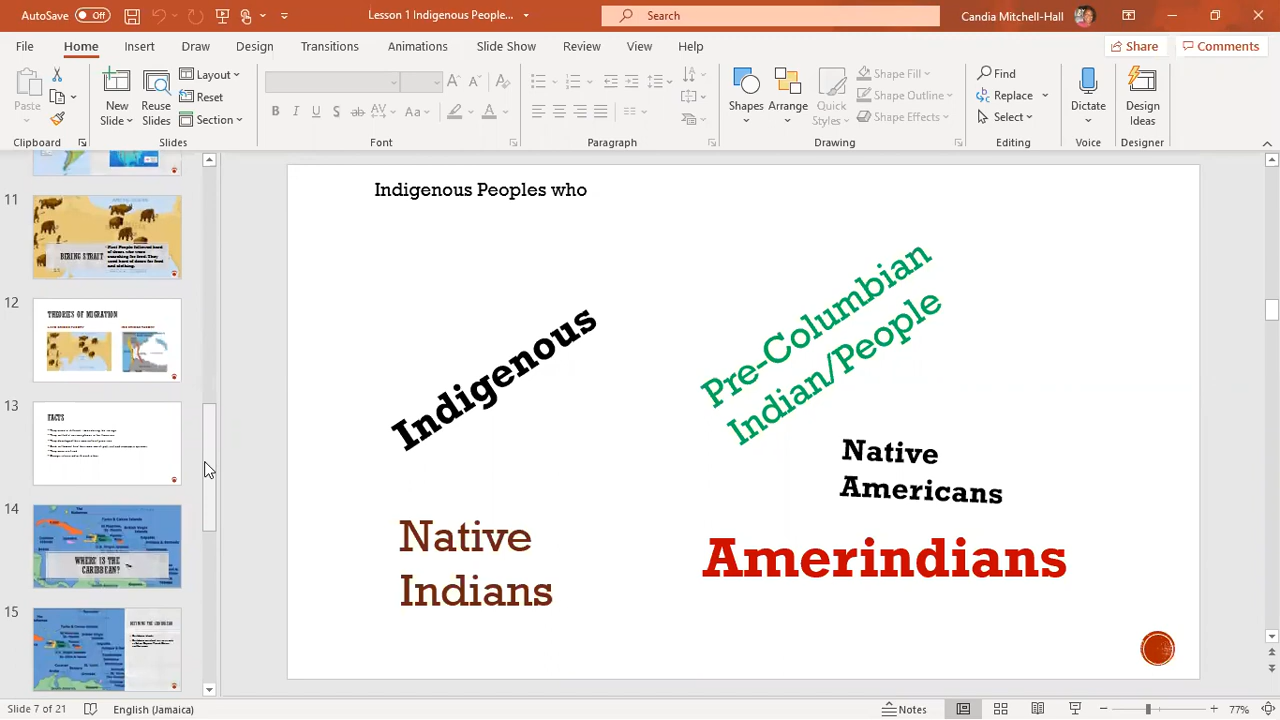 AutoSave Off
Lesson 1 Indigenous People...
Search
Candia Mitchell-Hall
File Home Insert Draw Design Transitions Animations Slide Show Review View Help
Share Comments
Paste
New Slide
Reuse Slides
Layout
Reset
Section
Shapes
Arrange
Quick Styles
Shape Fill
Shape Outline
Shape Effects
Find
Replace
Select
Dictate
Design Ideas
Clipboard Slides Font Paragraph Drawing Editing Voice Designer
11
BERING STRAIT
12
THEORIES OF MIGRATION
13
FACTS
14
WHERE IS THE
CARIBBEAN?
15
Indigenous Peoples who
Indigenous
Pre-Columbian
Indian/People
Native
Americans
Native
Indians
Amerindians
Slide 7 of 21
English (Jamaica)
Notes
77%